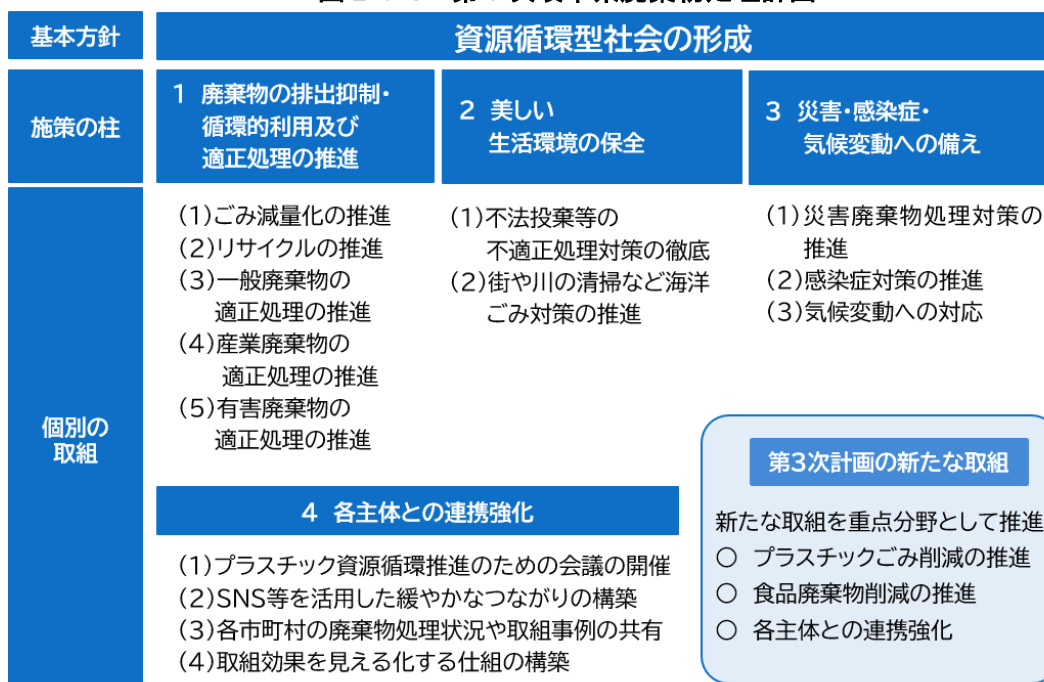 基本方針
資源循環型社会の形成
施策の柱
1 廃棄物の排出抑制・
循環的利用及び
適正処理の推進
2 美しい
生活環境の保全
3 災害・感染症・
気候変動への備え
個別の
取組
(1)ごみ減量化の推進
(2)リサイクルの推進
(3)一般廃棄物の
適正処理の推進
(4)産業廃棄物の
適正処理の推進
(5)有害廃棄物の
適正処理の推進
(1)不法投棄等の
不適正処理対策の徹底
(2)街や川の清掃など海洋
ごみ対策の推進
(1)災害廃棄物処理対策の
推進
(2)感染症対策の推進
(3)気候変動への対応
4 各主体との連携強化
(1)プラスチック資源循環推進のための会議の開催
(2)SNS等を活用した緩やかなつながりの構築
(3)各市町村の廃棄物処理状況や取組事例の共有
(4)取組効果を見える化する仕組の構築
第3次計画の新たな取組
新たな取組を重点分野として推進
○ プラスチックごみ削減の推進
○ 食品廃棄物削減の推進
○ 各主体との連携強化